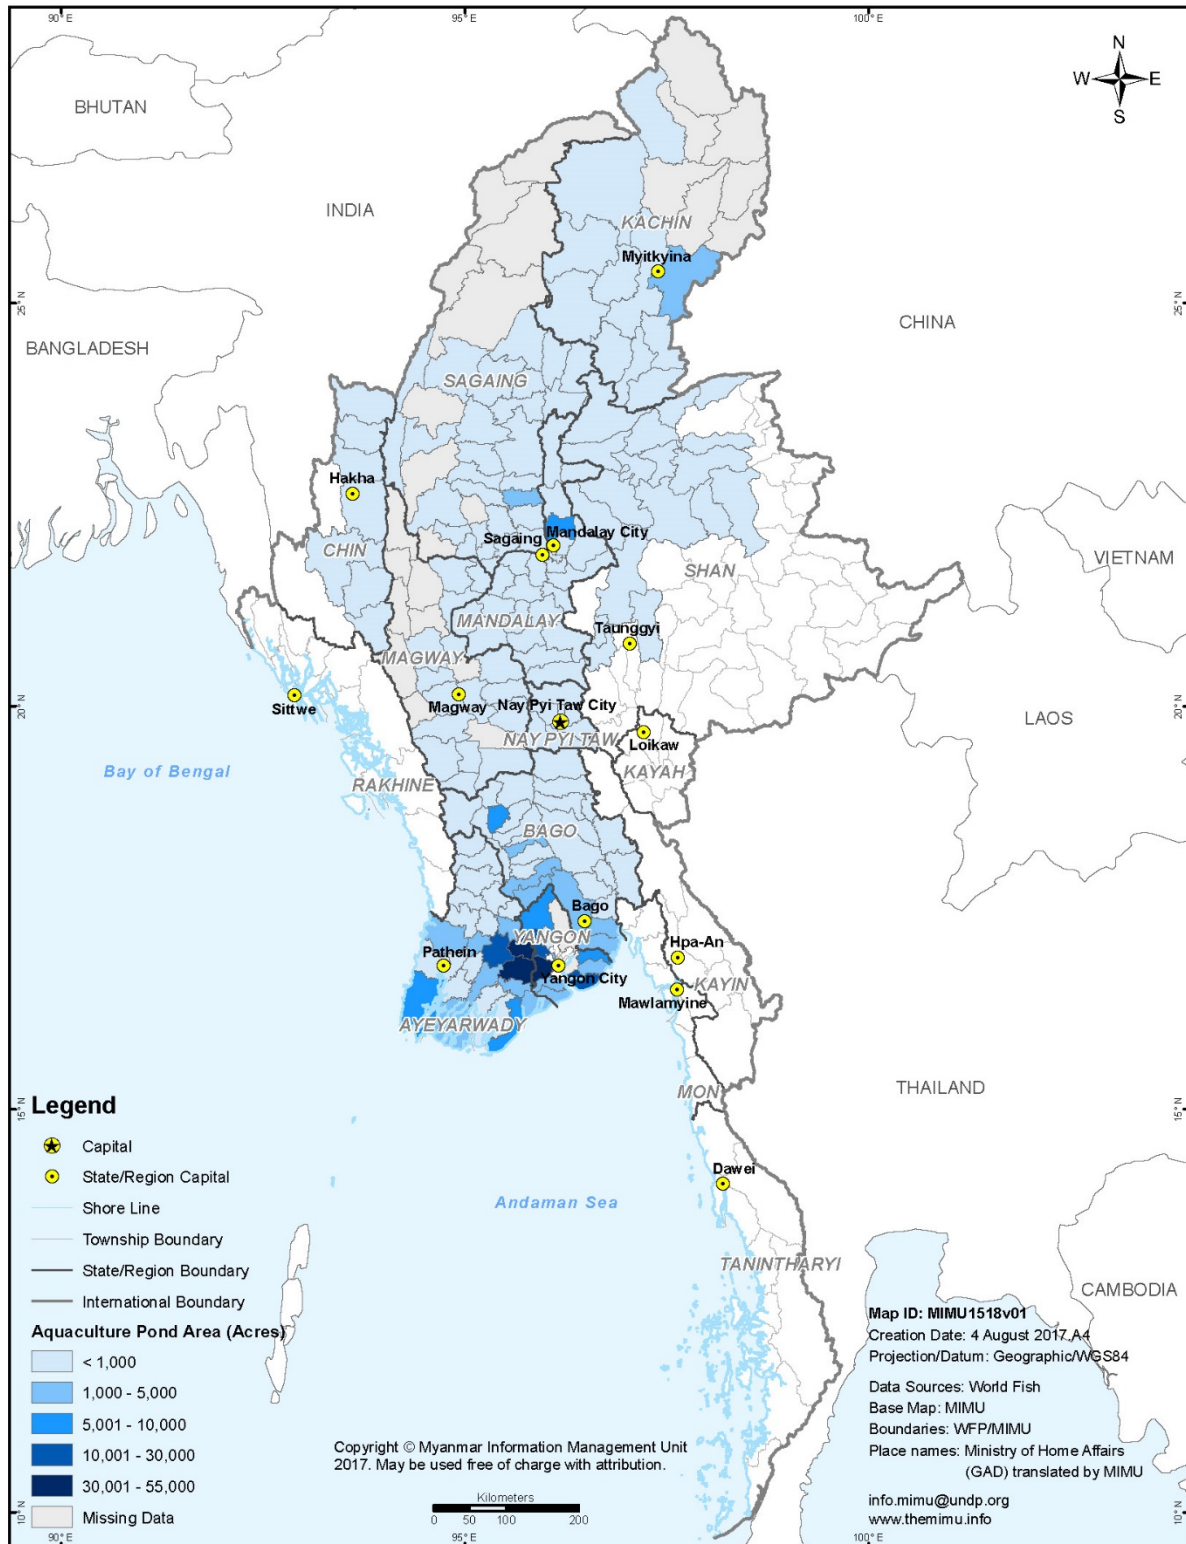 90° E
95° E
100° E
N
W
E
S
BHUTAN
INDIA
KACHIN
Myitkyina
25° N
25° N
CHINA
BANGLADESH
SAGAING
Hakha
Mandalay City
Sagaing
CHIN
SHAN
VIETNAM
MANDALAY
Taunggyi
MAGWAY
Magway
Nay Pyi Taw City
20° N
20° N
Sittwe
NAY PYI TAW
Loikaw
LAOS
KAYAH
Bay of Bengal
RAKHINE
BAGO
Bago
YANGON
Pathein
Hpa-An
Yangon City
KAYIN
Mawlamyine
AYEYARWADY
MON
THAILAND
15° N
15° N
Dawei
Andaman Sea
TANINTHARYI
CAMBODIA
Legend
Capital
State/Region Capital
Shore Line
Township Boundary
State/Region Boundary
International Boundary
Aquaculture Pond Area (Acres)
< 1,000
1,000 - 5,000
5,001 - 10,000
10,001 - 30,000
30,001 - 55,000
Missing Data
Copyright © Myanmar Information Management Unit
2017. May be used free of charge with attribution.
Kilometers
0 50 100 200
Map ID: MIMU1518v01
Creation Date: 4 August 2017.A4
Projection/Datum: Geographic/WGS84
Data Sources: World Fish
Base Map: MIMU
Boundaries: WFP/MIMU
Place names: Ministry of Home Affairs
(GAD) translated by MIMU
info.mimu@undp.org
www.themimu.info
10° N
10° N
90° E
95° E
100° E